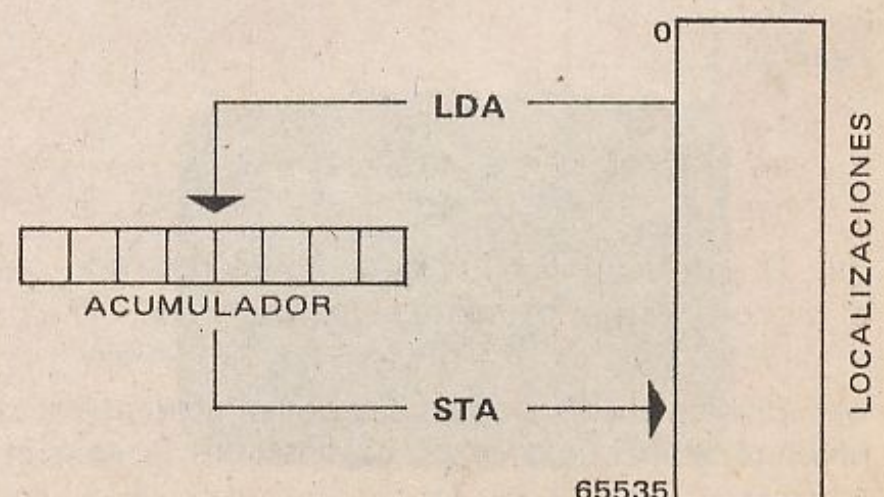 0
LDA
ACUMULADOR
STA
65535
LOCALIZACIONES